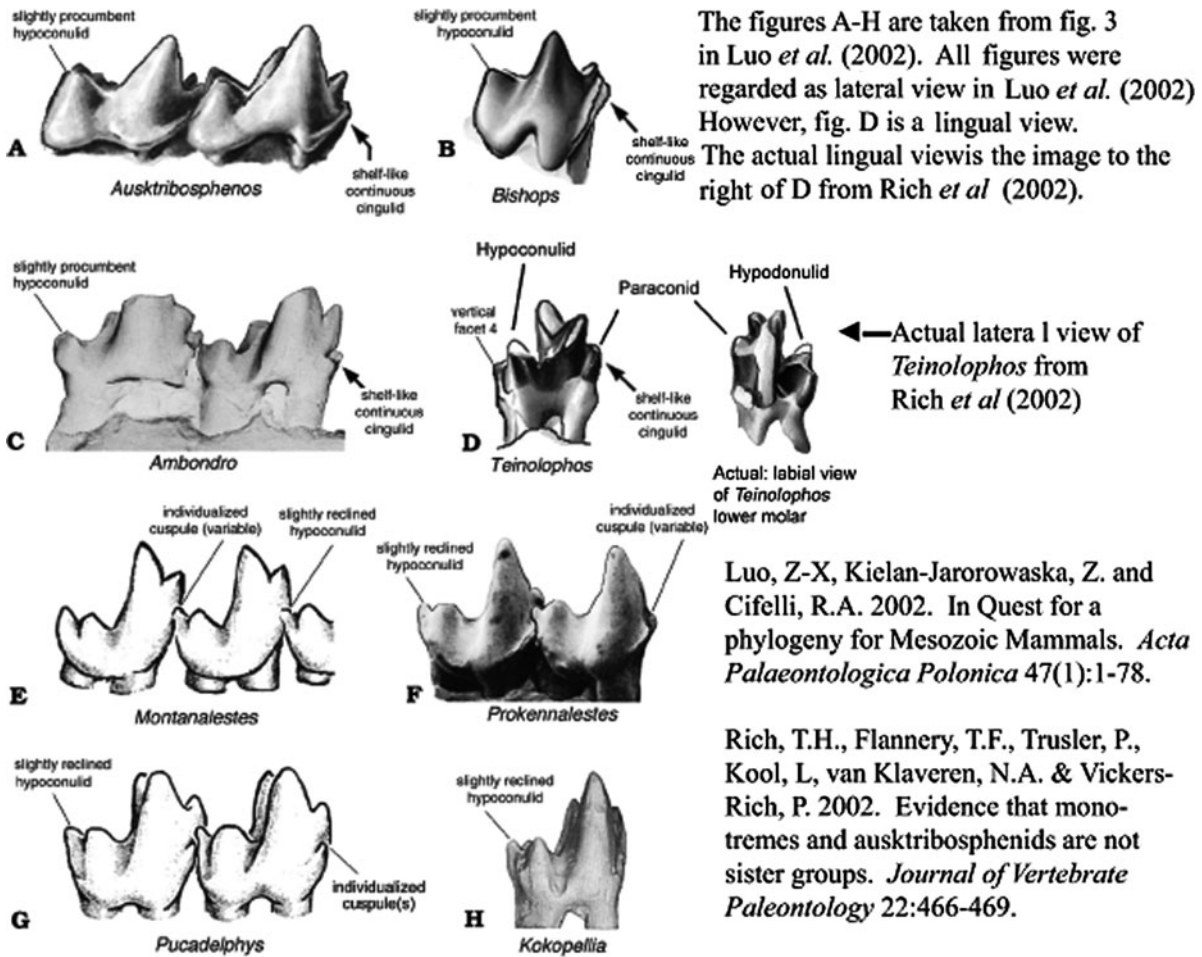 slightly procumbent
hypoconulid
A
shelf-like
continuous
cingulid
Ausktribosphenos
slightly procumbent
hypoconulid
B
shelf-like
continuous
cingulid
Bishops
The figures A-H are taken from fig. 3
in Luo et al. (2002). All figures were
regarded as lateral view in Luo et al. (2002)
However, fig. D is a lingual view.
The actual lingual viewis the image to the
right of D from Rich et al (2002).
slightly procumbent
hypoconulid
C
shelf-like
continuous
cingulid
Ambondro
Hypoconulid
vertical
facet 4
Paraconid
D
shelf-like
continuous
cingulid
Teinolophos
Hypodonulid
Actual: labial view
of Teinolophos
lower molar
Actual latera l view of
Teinolophos from
Rich et al (2002)
individualized
cuspule (variable)
slightly reclined
hypoconulid
E
Montanalestes
slightly reclined
hypoconulid
individualized
cuspule (variable)
F
Prokennalestes
Luo, Z-X, Kielan-Jarorowaska, Z. and
Cifelli, R.A. 2002. In Quest for a
phylogeny for Mesozoic Mammals. Acta
Palaeontologica Polonica 47(1):1-78.
slightly reclined
hypoconulid
G
individualized
cuspule(s)
Pucadelphys
slightly reclined
hypoconulid
H
Kokopellia
Rich, T.H., Flannery, T.F., Trusler, P.,
Kool, L, van Klaveren, N.A. & Vickers-
Rich, P. 2002. Evidence that mono-
tremes and ausktribosphenids are not
sister groups. Journal of Vertebrate
Paleontology 22:466-469.